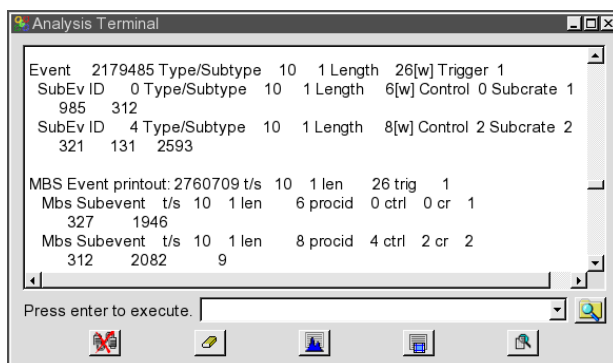 Analysis Terminal
Event 2179485 Type/Subtype 10 1 Length 26[w] Trigger 1
SubEv ID 0 Type/Subtype 10 1 Length 6[w] Control 0 Subcrate 1
985 312
SubEv ID 4 Type/Subtype 10 1 Length 8[w] Control 2 Subcrate 2
321 131 2593
MBS Event printout: 2760709 t/s 10 1 len 26 trig 1
Mbs Subevent t/s 10 1 len 6 procid 0 ctrl 0 cr 1
327 1946
Mbs Subevent t/s 10 1 len 8 procid 4 ctrl 2 cr 2
312 2082 9
Press enter to execute.